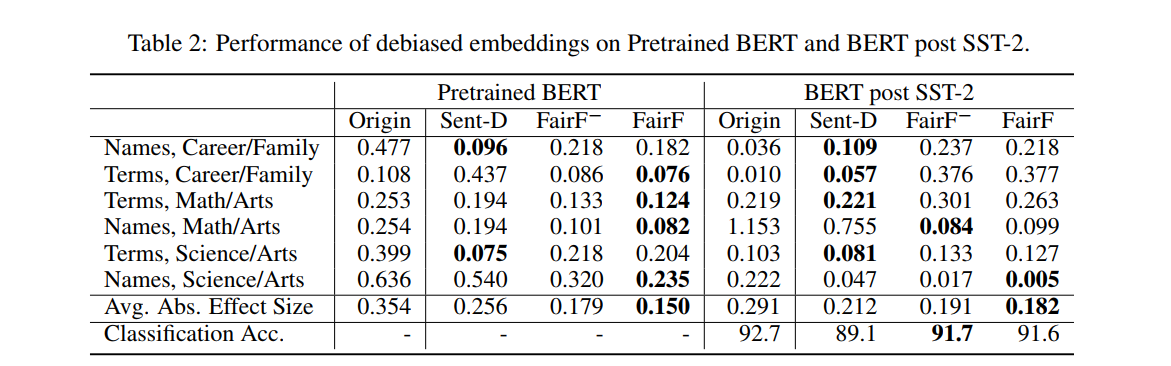 Table 2: Performance of debiased embeddings on Pretrained BERT and BERT post SST-2.
Pretrained BERT BERT post SST-2
Origin Sent-D FairF⁻ FairF Origin Sent-D FairF⁻ FairF
Names, Career/Family 0.477 0.096 0.218 0.182 0.036 0.109 0.237 0.218
Terms, Career/Family 0.108 0.437 0.086 0.076 0.010 0.057 0.376 0.377
Terms, Math/Arts 0.253 0.194 0.133 0.124 0.219 0.221 0.301 0.263
Names, Math/Arts 0.254 0.194 0.101 0.082 1.153 0.755 0.084 0.099
Terms, Science/Arts 0.399 0.075 0.218 0.204 0.103 0.081 0.133 0.127
Names, Science/Arts 0.636 0.540 0.320 0.235 0.222 0.047 0.017 0.005
Avg. Abs. Effect Size 0.354 0.256 0.179 0.150 0.291 0.212 0.191 0.182
Classification Acc. - - - - 92.7 89.1 91.7 91.6